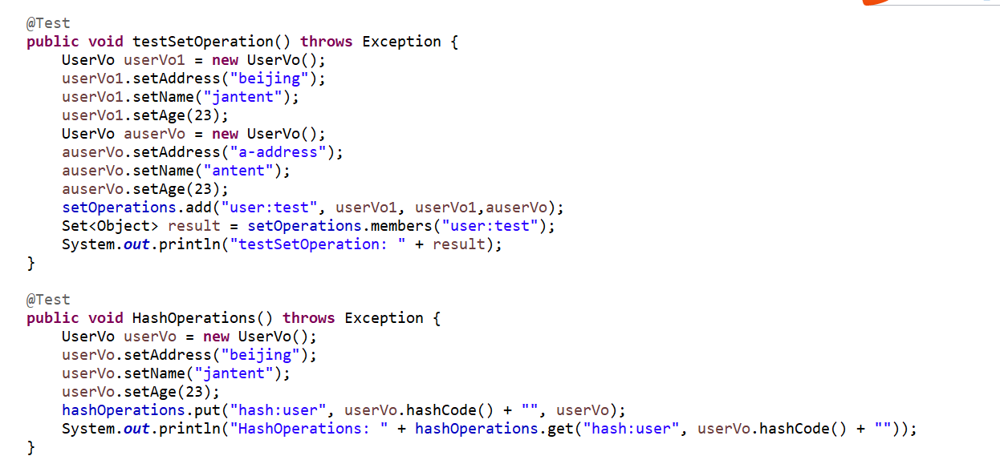 @Test
public void testSetOperation() throws Exception {
    UserVo userVo1 = new UserVo();
    userVo1.setAddress("beijing");
    userVo1.setName("jantent");
    userVo1.setAge(23);
    UserVo auserVo = new UserVo();
    auserVo.setAddress("a-address");
    auserVo.setName("antent");
    auserVo.setAge(23);
    setOperations.add("user:test", userVo1, userVo1,auserVo);
    Set<Object> result = setOperations.members("user:test");
    System.out.println("testSetOperation: " + result);
}
@Test
public void HashOperations() throws Exception {
    UserVo userVo = new UserVo();
    userVo.setAddress("beijing");
    userVo.setName("jantent");
    userVo.setAge(23);
    hashOperations.put("hash:user", userVo.hashCode() + "", userVo);
    System.out.println("HashOperations: " + hashOperations.get("hash:user", userVo.hashCode() + ""));
}